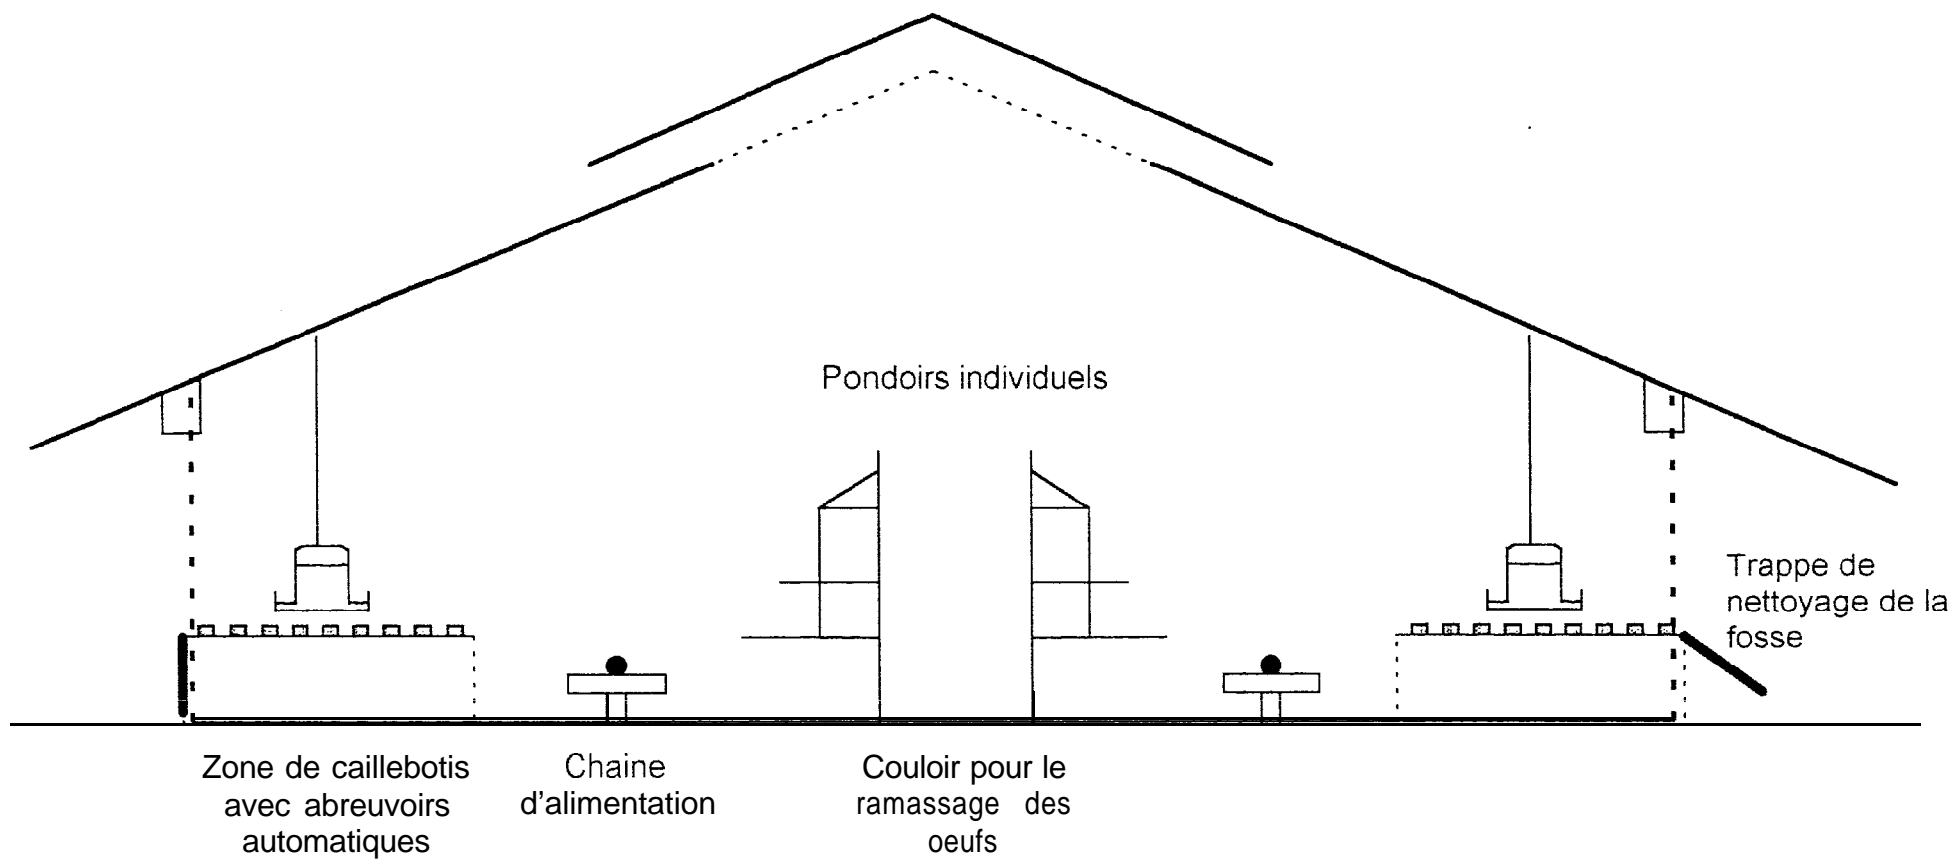 Pondoirs individuels
Trappe de
nettoyage de la
fosse
Zone de caillebotis
avec abreuvoirs
automatiques
Chaine
d'alimentation
Couloir pour le
ramassage des
oeufs